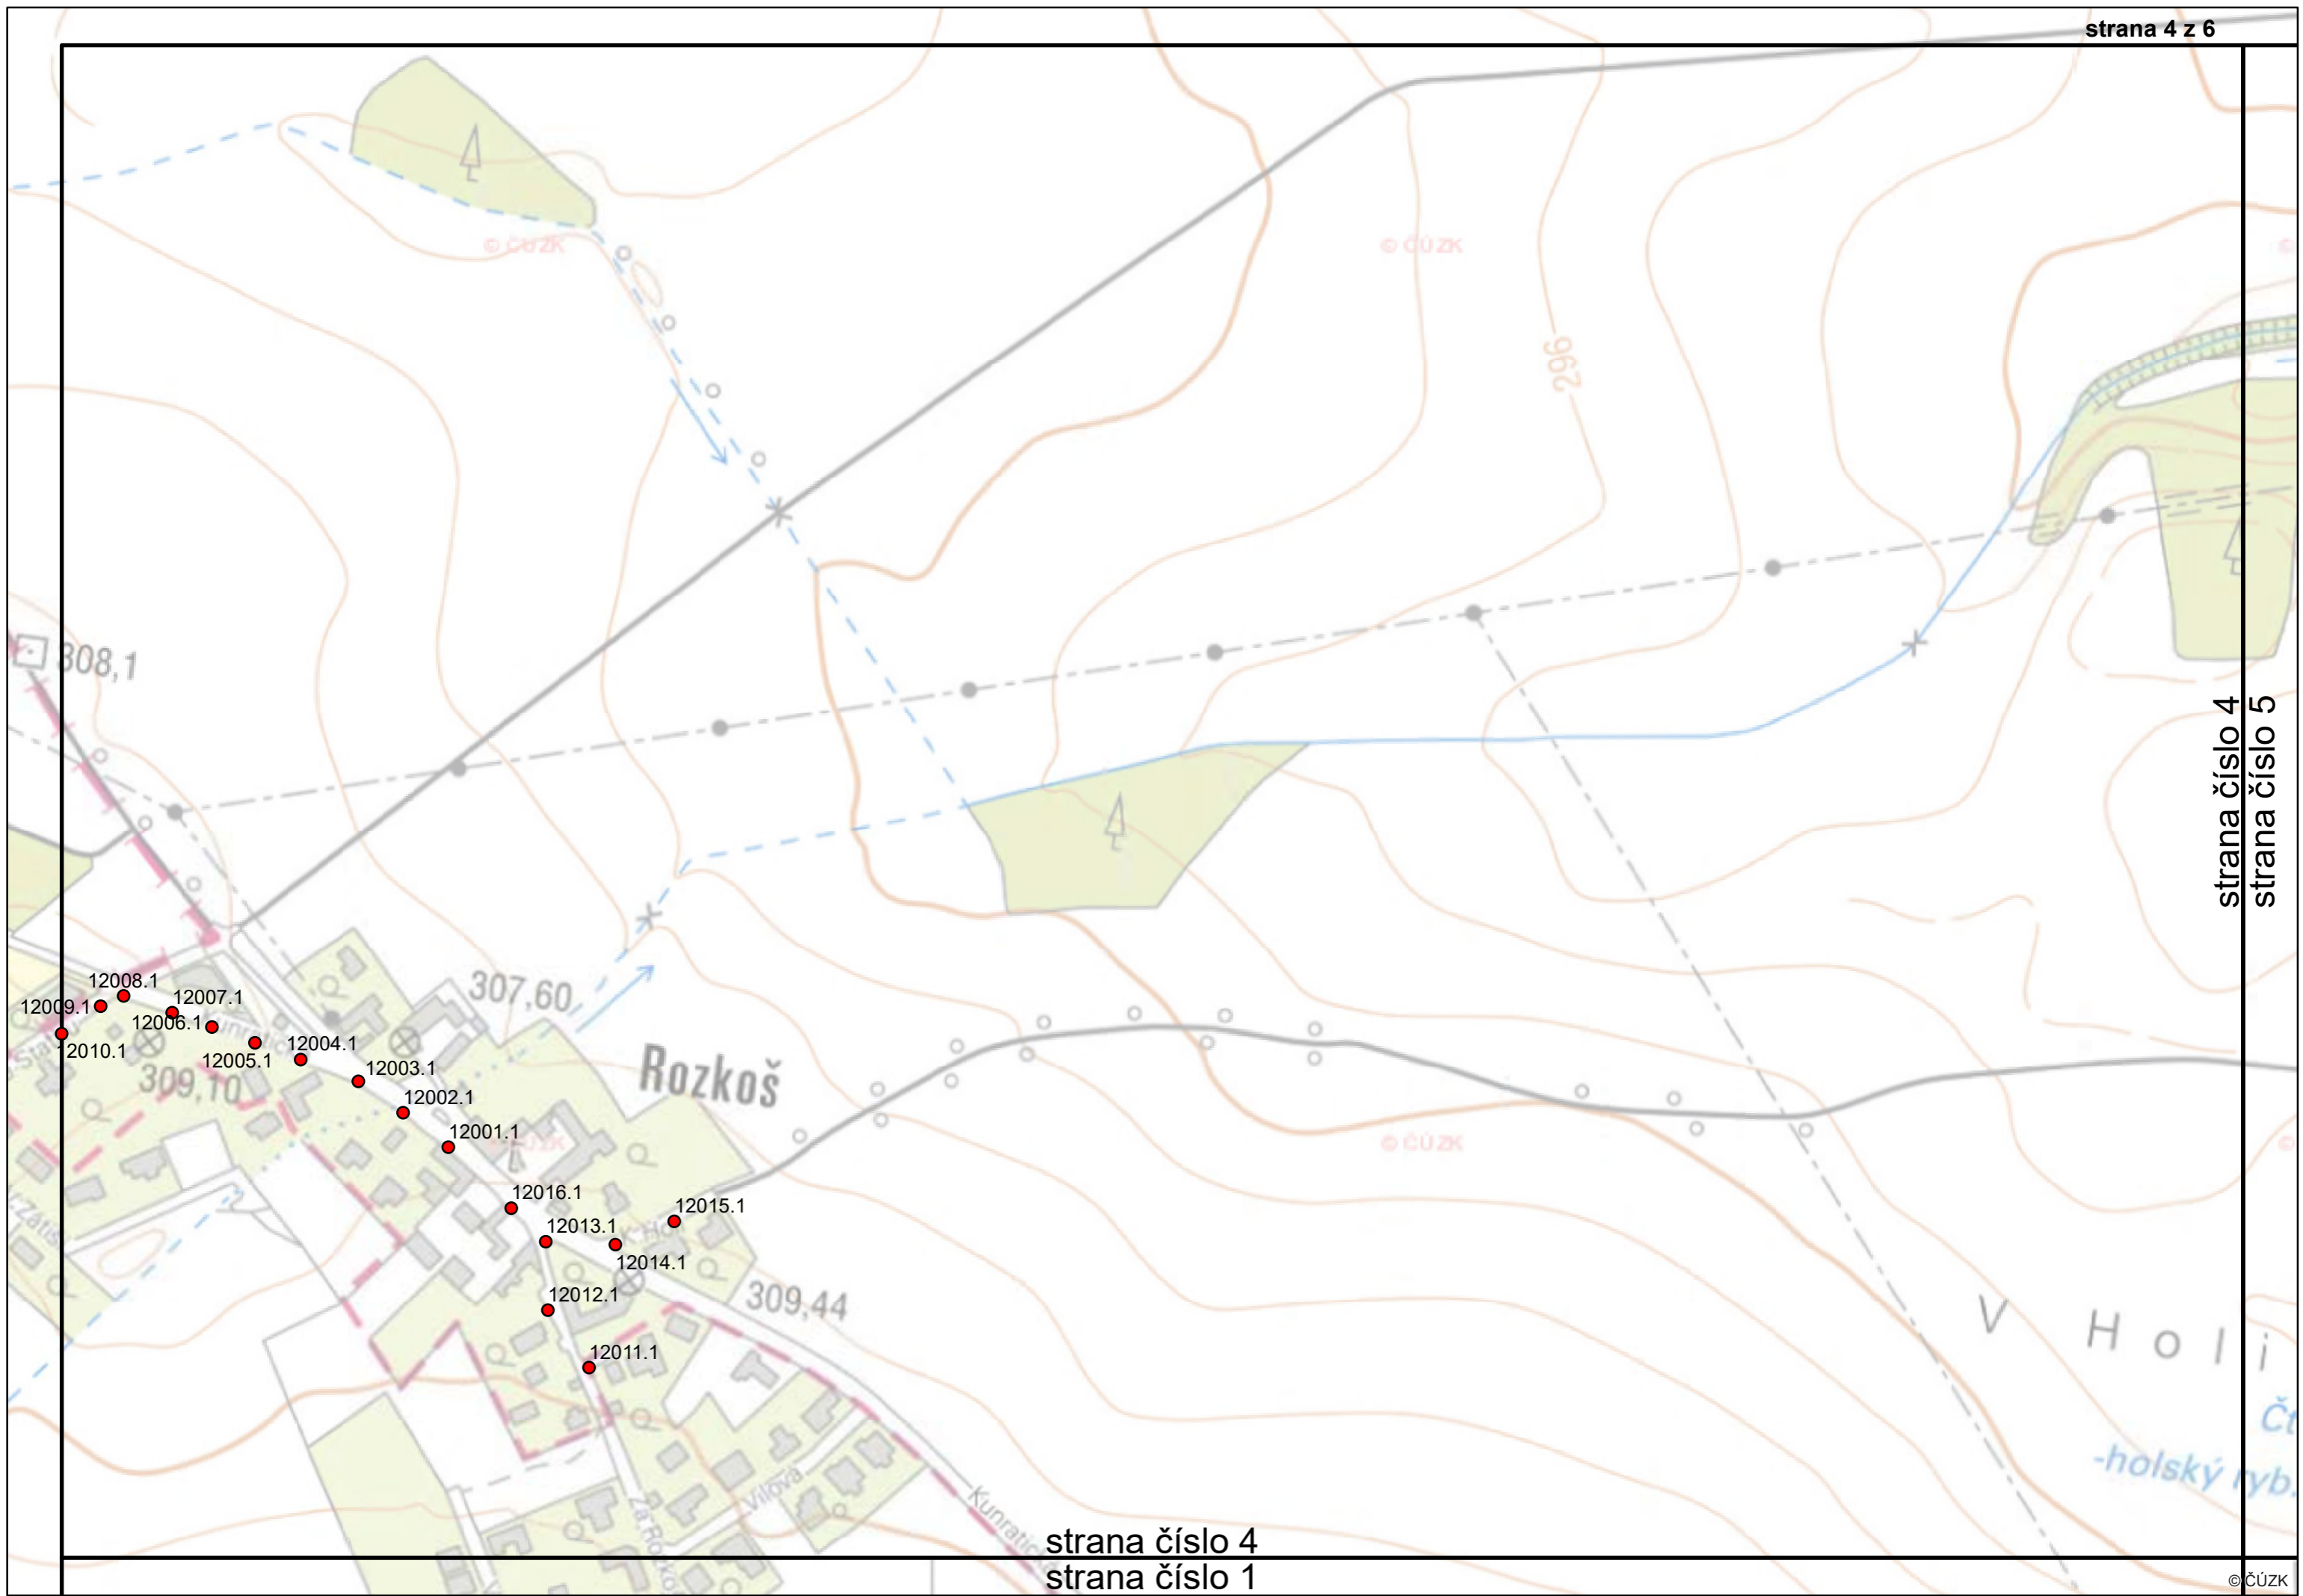 strana 4 z 6
© ČÚZK
© ČÚZK
©
296
308,1
strana číslo 4
strana číslo 5
307,60
12008.1
12009.1
12007.1
12006.1
12010.1
12005.1
12004.1
309,10
12003.1
Rozkoš
12002.1
12001.1
© ČÚZK
©
12016.1
12015.1
12013.1
12014.1
309,44
12012.1
V Holi
12011.1
-holský ryb.
Vilová
Kunratická
strana číslo 4
strana číslo 1
© ČÚZK